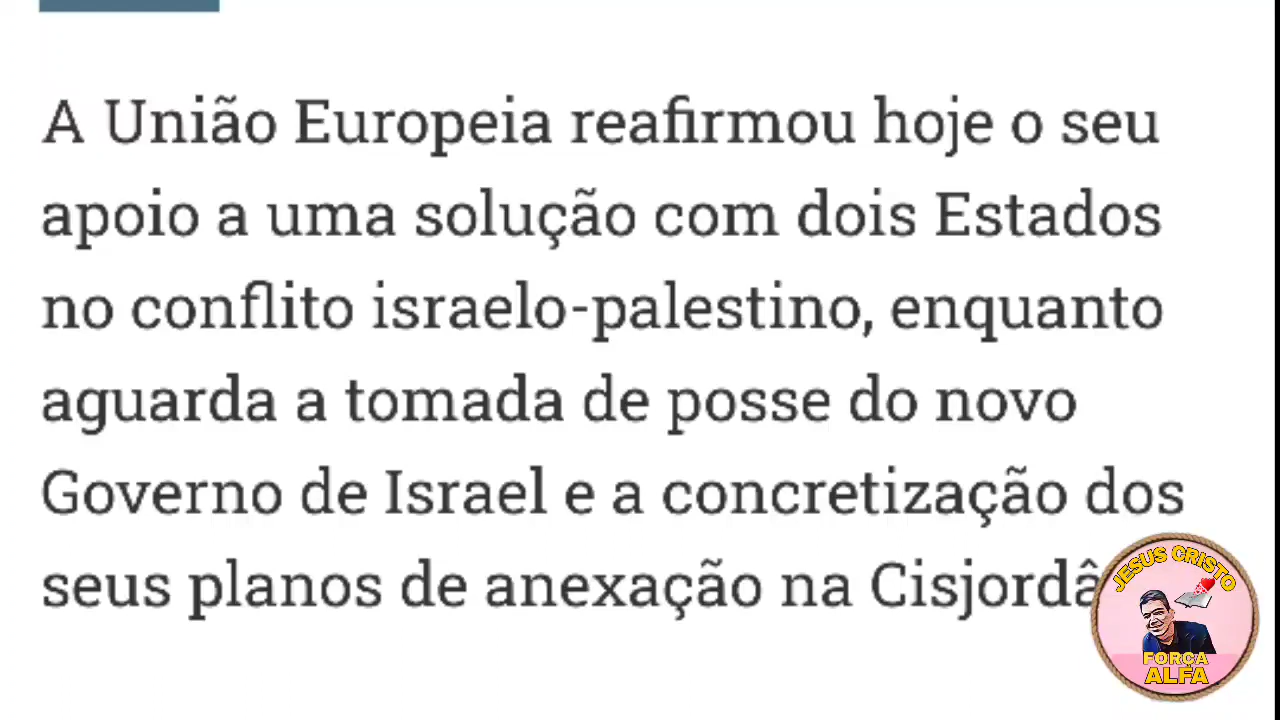 A União Europeia reafirmou hoje o seu
apoio a uma solução com dois Estados
no conflito israelo-palestino, enquanto
aguarda a tomada de posse do novo
Governo de Israel e a concretização dos
seus planos de anexação na Cisjordâ
JESUS CRISTO
FORÇA
ALFA